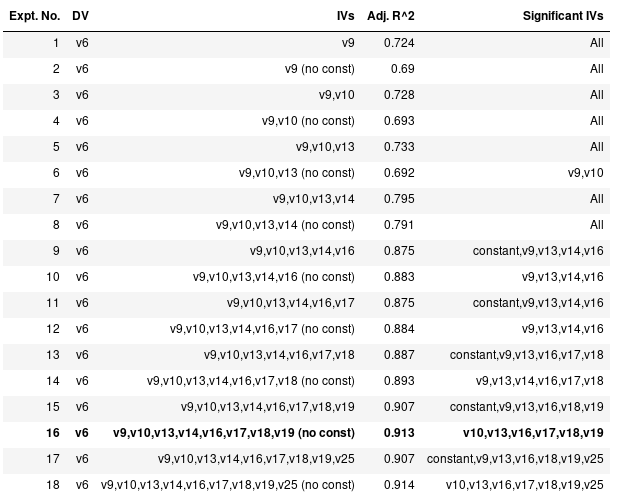 Expt. No. DV IVs Adj. R^2 Significant IVs
1 v6 v9 0.724 All
2 v6 v9 (no const) 0.69 All
3 v6 v9,v10 0.728 All
4 v6 v9,v10 (no const) 0.693 All
5 v6 v9,v10,v13 0.733 All
6 v6 v9,v10,v13 (no const) 0.692 v9,v10
7 v6 v9,v10,v13,v14 0.795 All
8 v6 v9,v10,v13,v14 (no const) 0.791 All
9 v6 v9,v10,v13,v14,v16 0.875 constant,v9,v13,v14,v16
10 v6 v9,v10,v13,v14,v16 (no const) 0.883 v9,v13,v14,v16
11 v6 v9,v10,v13,v14,v16,v17 0.875 constant,v9,v13,v14,v16
12 v6 v9,v10,v13,v14,v16,v17 (no const) 0.884 v9,v13,v14,v16
13 v6 v9,v10,v13,v14,v16,v17,v18 0.887 constant,v9,v13,v16,v17,v18
14 v6 v9,v10,v13,v14,v16,v17,v18 (no const) 0.893 v9,v13,v14,v16,v17,v18
15 v6 v9,v10,v13,v14,v16,v17,v18,v19 0.907 constant,v9,v13,v16,v18,v19
16 v6 v9,v10,v13,v14,v16,v17,v18,v19 (no const) 0.913 v10,v13,v16,v17,v18,v19
17 v6 v9,v10,v13,v14,v16,v17,v18,v19,v25 0.907 constant,v9,v13,v16,v18,v19,v25
18 v6 v9,v10,v13,v14,v16,v17,v18,v19,v25 (no const) 0.914 v10,v13,v16,v17,v18,v19,v25